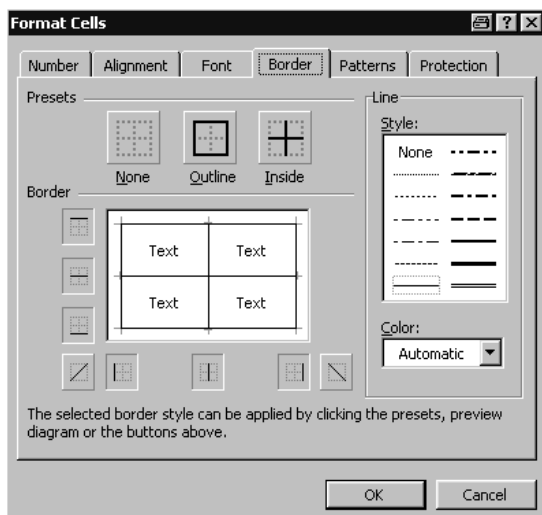 Format Cells ?
Number Alignment Font Border Patterns Protection
Presets
None Outline Inside
Border
Text Text
Text Text
Line
Style:
None
Color:
Automatic
The selected border style can be applied by clicking the presets, preview
diagram or the buttons above.
OK Cancel